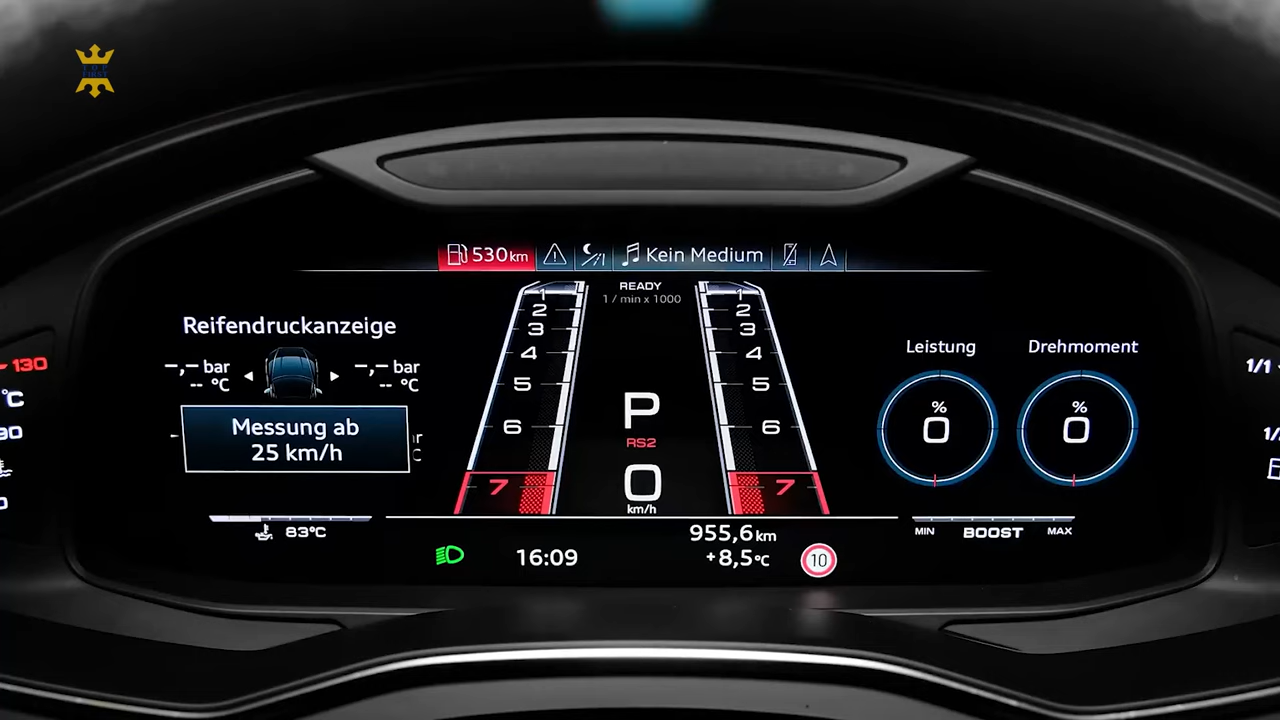 TOP
FIRST
530 km
Kein Medium
READY
1 / min x 1000
Reifendruckanzeige
-,- bar
-- °C
-,- bar
-- °C
Messung ab
25 km/h
83°C
1
2
3
4
5
6
7
P
RS2
0
km/h
1
2
3
4
5
6
7
Leistung
%
0
Drehmoment
%
0
MIN BOOST MAX
16:09
955,6 km
+8,5 °C
10
130
°C
90
1/1